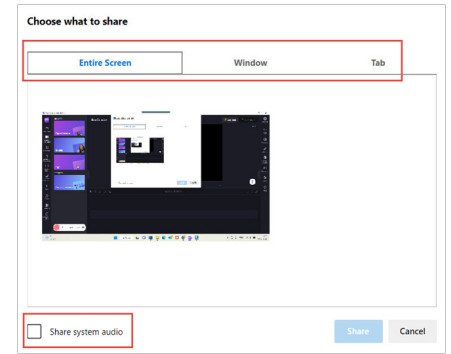 Choose what to share
Entire Screen Window Tab
Share system audio
Share Cancel